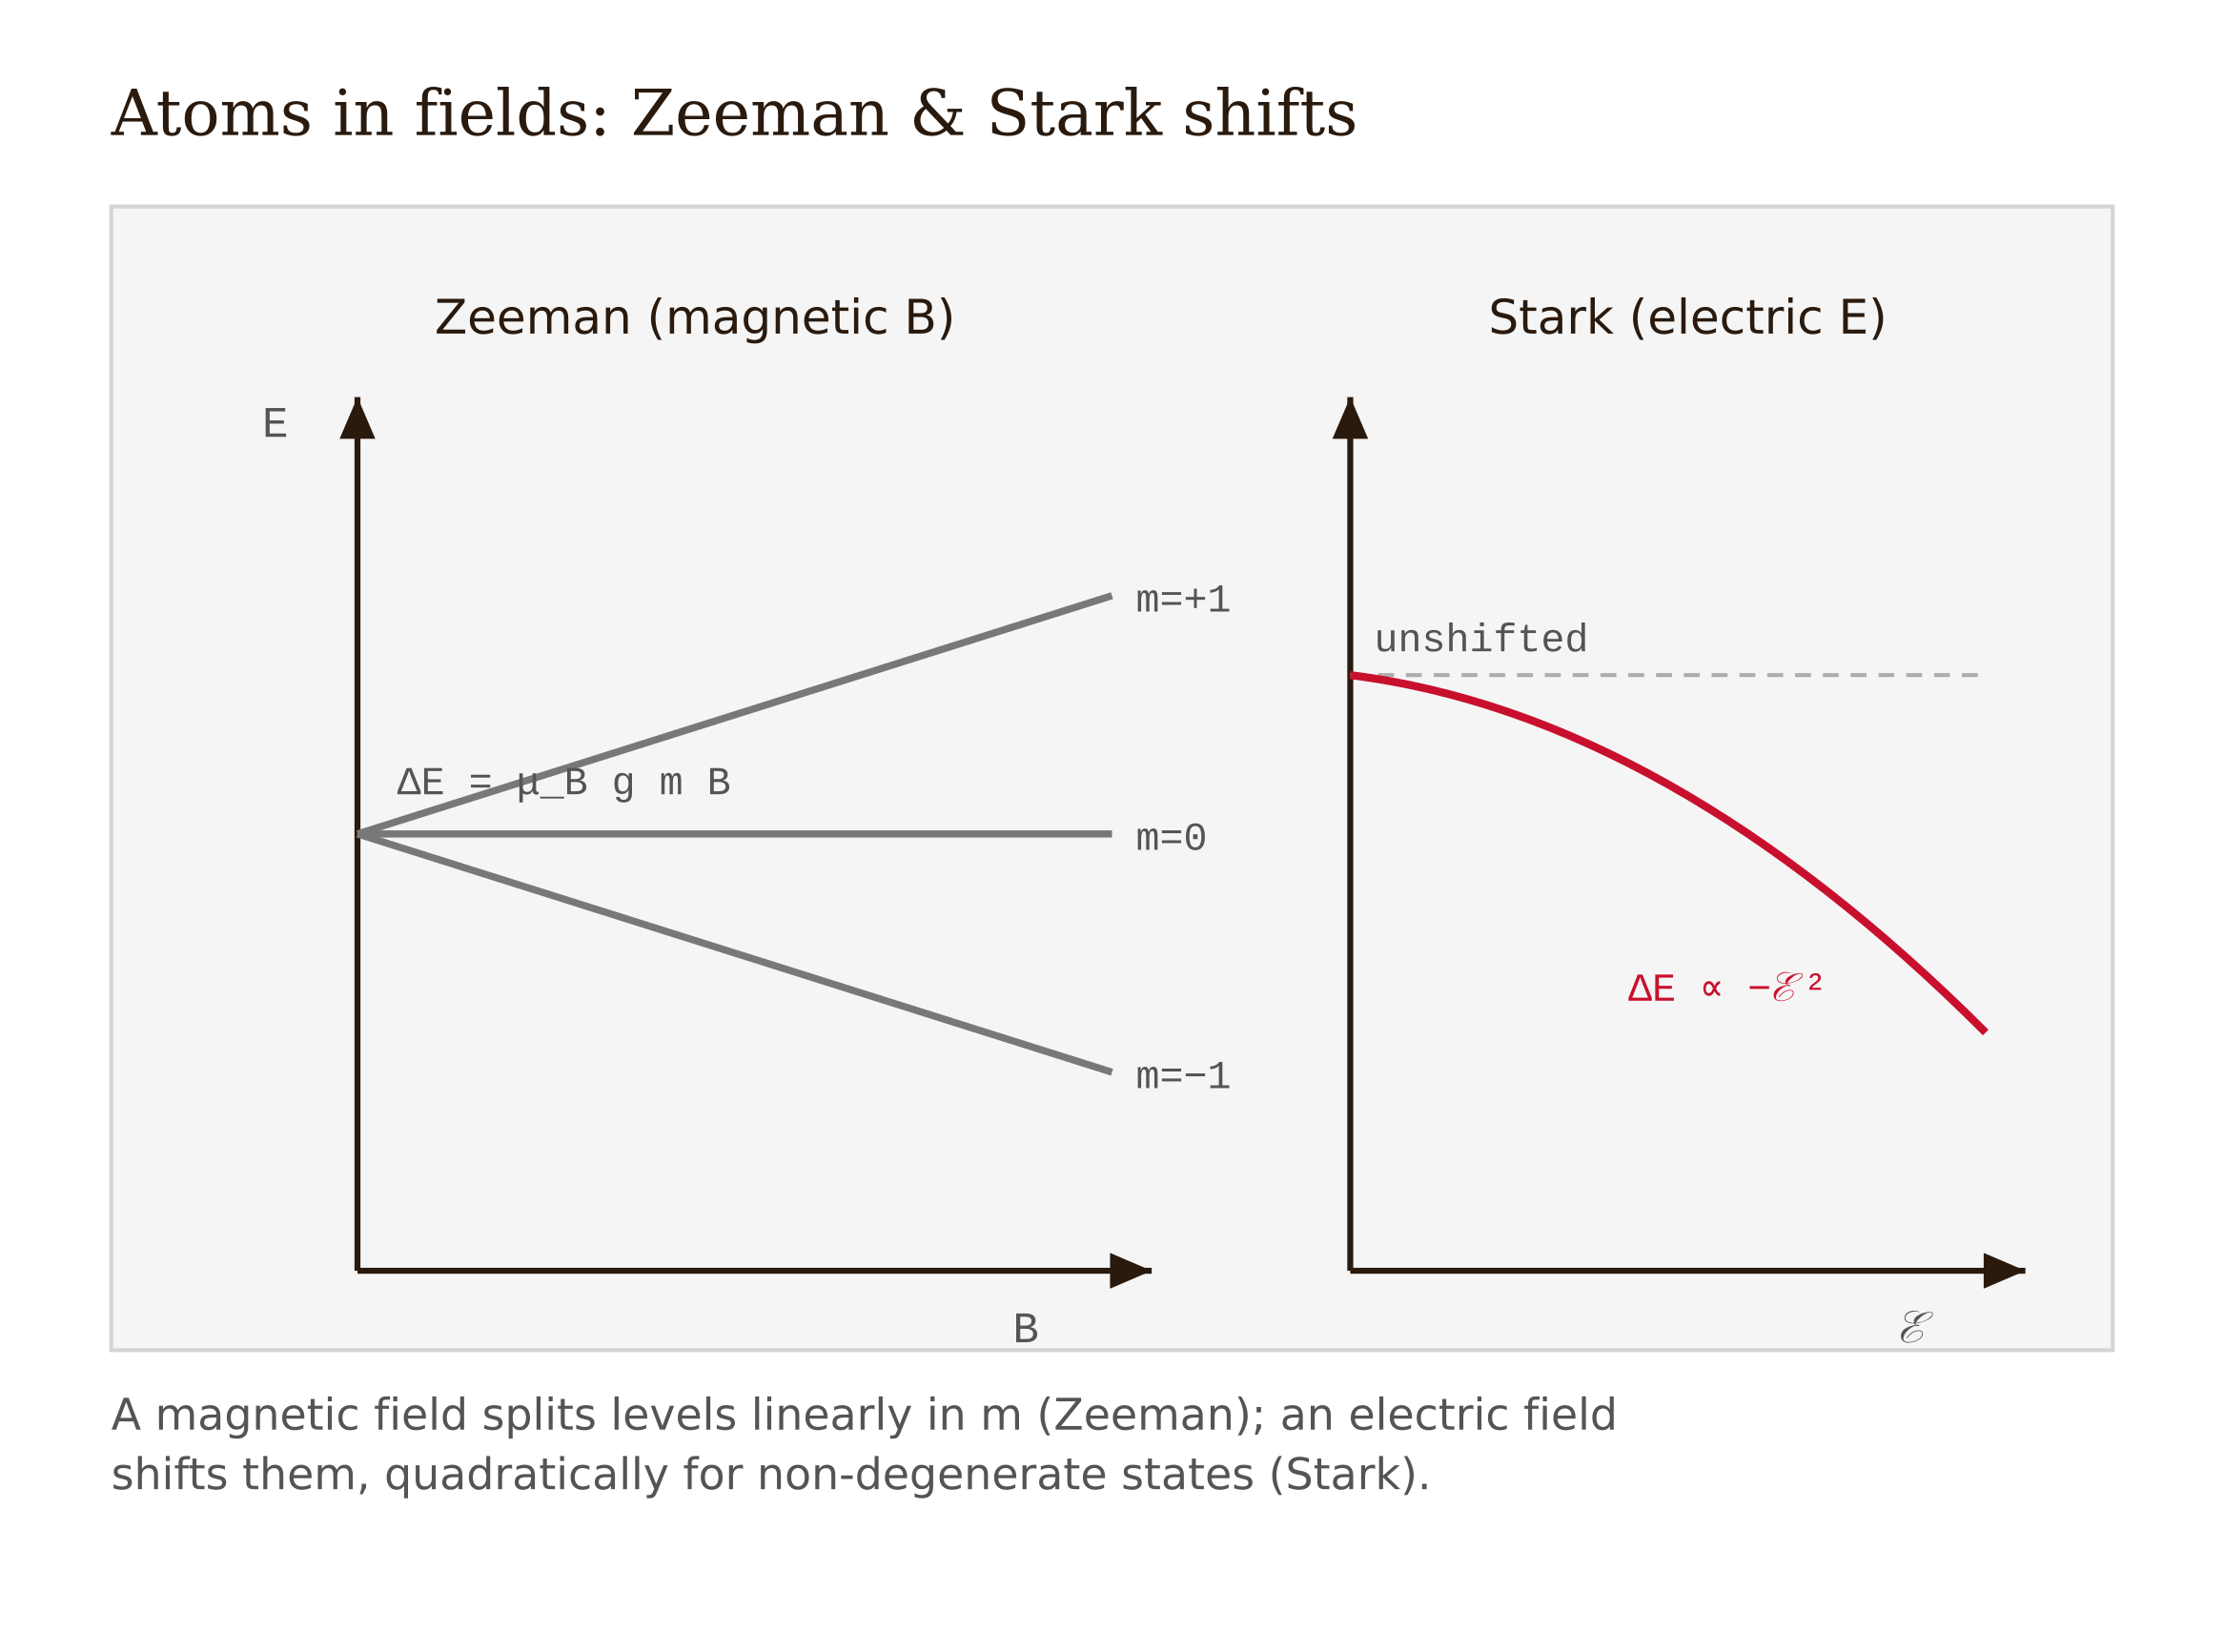 Atoms in fields: Zeeman & Stark shifts
Zeeman (magnetic B)
E
m=+1
ΔE = μ_B g m B
m=0
m=−1
B
Stark (electric E)
unshifted
ΔE ∝ −ℰ²
ℰ
A magnetic field splits levels linearly in m (Zeeman); an electric field
shifts them, quadratically for non-degenerate states (Stark).